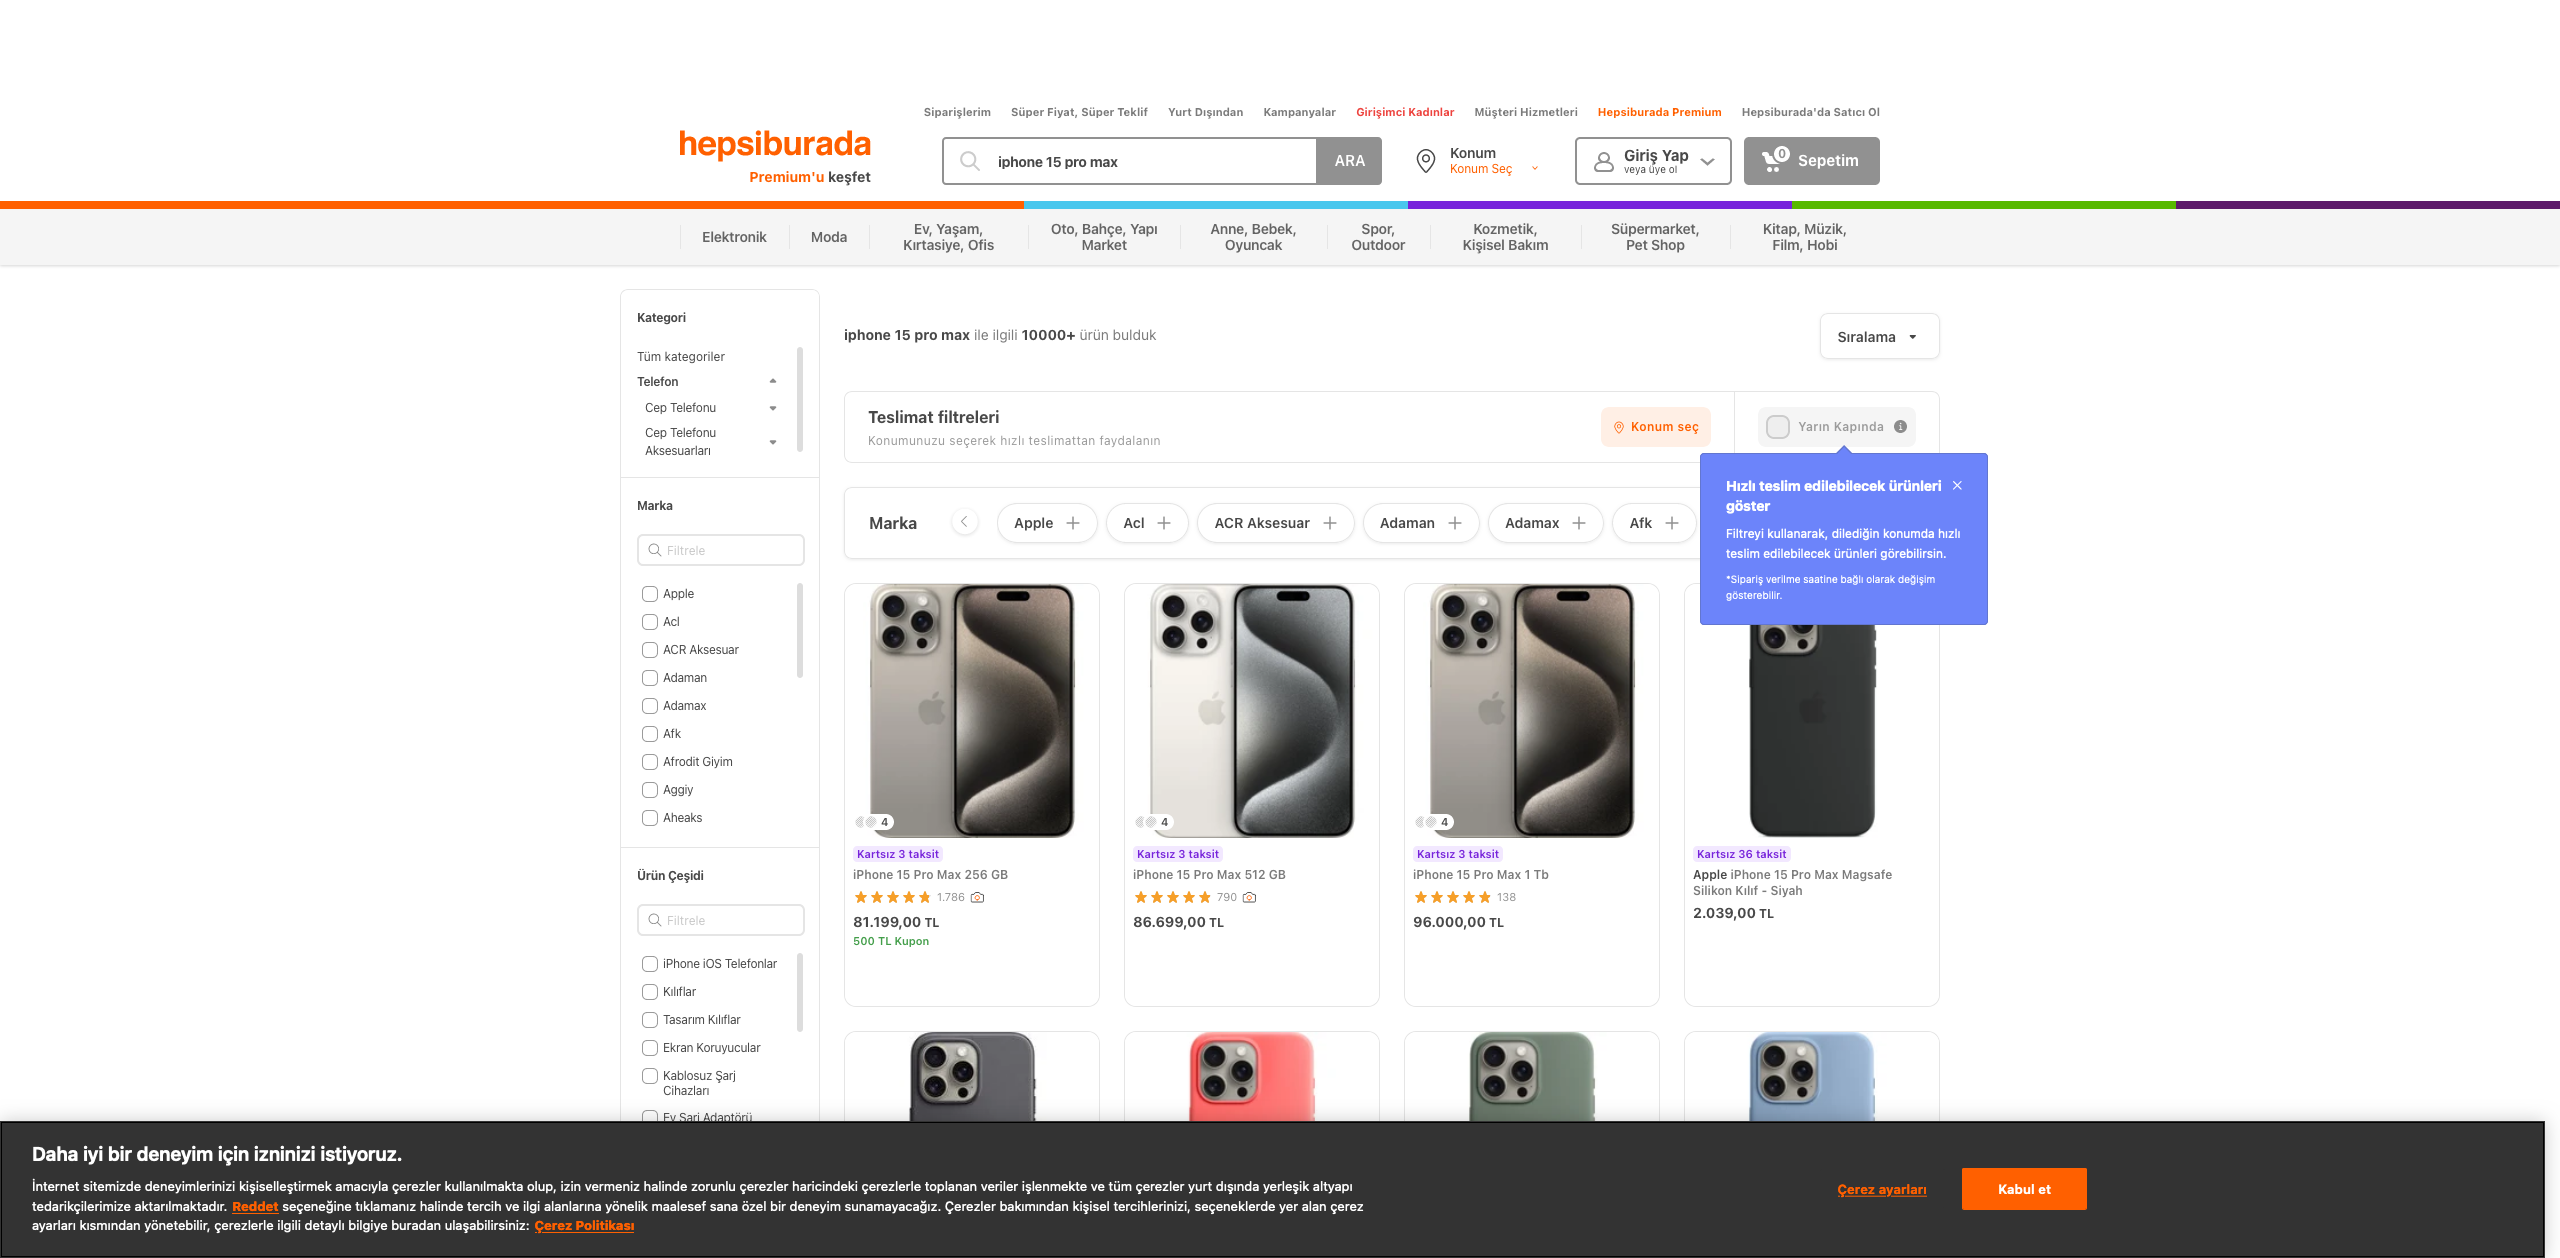 Siparişlerim Süper Fiyat, Süper Teklif Yurt Dışından Kampanyalar Girişimci Kadınlar Müşteri Hizmetleri Hepsiburada Premium Hepsiburada'da Satıcı Ol
hepsiburada
Premium'u keşfet
iphone 15 pro max
ARA
Konum
Konum Seç
Giriş Yap
veya üye ol
0
Sepetim
Elektronik
Moda
Ev, Yaşam,
Kırtasiye, Ofis
Oto, Bahçe, Yapı
Market
Anne, Bebek,
Oyuncak
Spor,
Outdoor
Kozmetik,
Kişisel Bakım
Süpermarket,
Pet Shop
Kitap, Müzik,
Film, Hobi
Kategori
Tüm kategoriler
Telefon
Cep Telefonu
Cep Telefonu
Aksesuarları
Marka
Filtrele
Apple
Acl
ACR Aksesuar
Adaman
Adamax
Afk
Afrodit Giyim
Aggiy
Aheaks
Ürün Çeşidi
Filtrele
iPhone iOS Telefonlar
Kılıflar
Tasarım Kılıflar
Ekran Koruyucular
Kablosuz Şarj
Cihazları
Ev Şarj Adaptörü
iphone 15 pro max ile ilgili 10000+ ürün bulduk
Sıralama
Teslimat filtreleri
Konumunuzu seçerek hızlı teslimattan faydalanın
Konum seç
Yarın Kapında
Hızlı teslim edilebilecek ürünleri
göster
Filtreyi kullanarak, dilediğin konumda hızlı
teslim edilebilecek ürünleri görebilirsin.
*Sipariş verilme saatine bağlı olarak değişim
gösterebilir.
Marka
Apple
Acl
ACR Aksesuar
Adaman
Adamax
Afk
4
Kartsız 3 taksit
iPhone 15 Pro Max 256 GB
1.786
81.199,00 TL
500 TL Kupon
4
Kartsız 3 taksit
iPhone 15 Pro Max 512 GB
790
86.699,00 TL
4
Kartsız 3 taksit
iPhone 15 Pro Max 1 Tb
138
96.000,00 TL
Kartsız 36 taksit
Apple iPhone 15 Pro Max Magsafe
Silikon Kılıf - Siyah
2.039,00 TL
Daha iyi bir deneyim için izninizi istiyoruz.
İnternet sitemizde deneyimlerinizi kişiselleştirmek amacıyla çerezler kullanılmakta olup, izin vermeniz halinde zorunlu çerezler haricindeki çerezlerle toplanan veriler işlenmekte ve tüm çerezler yurt dışında yerleşik altyapı
tedarikçilerimize aktarılmaktadır. Reddet seçeneğine tıklamanız halinde tercih ve ilgi alanlarına yönelik maalesef sana özel bir deneyim sunamayacağız. Çerezler bakımından kişisel tercihlerinizi, seçeneklerde yer alan çerez
ayarları kısmından yönetebilir, çerezlerle ilgili detaylı bilgiye buradan ulaşabilirsiniz: Çerez Politikası
Çerez ayarları
Kabul et